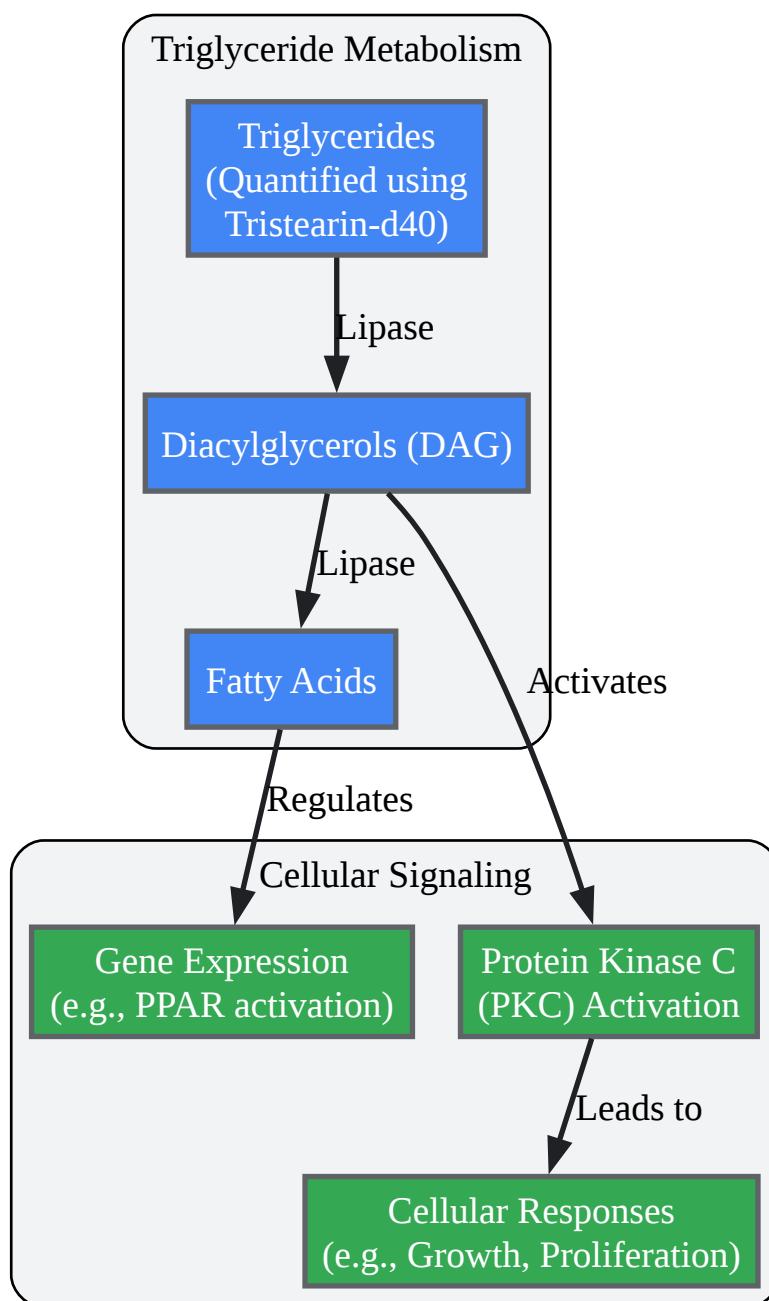 Triglyceride Metabolism
Triglycerides
(Quantified using
Tristearin-d40)
Lipase
Diacylglycerols (DAG)
Lipase
Fatty Acids
Activates
Regulates
Cellular Signaling
Gene Expression
(e.g., PPAR activation)
Protein Kinase C
(PKC) Activation
Leads to
Cellular Responses
(e.g., Growth, Proliferation)